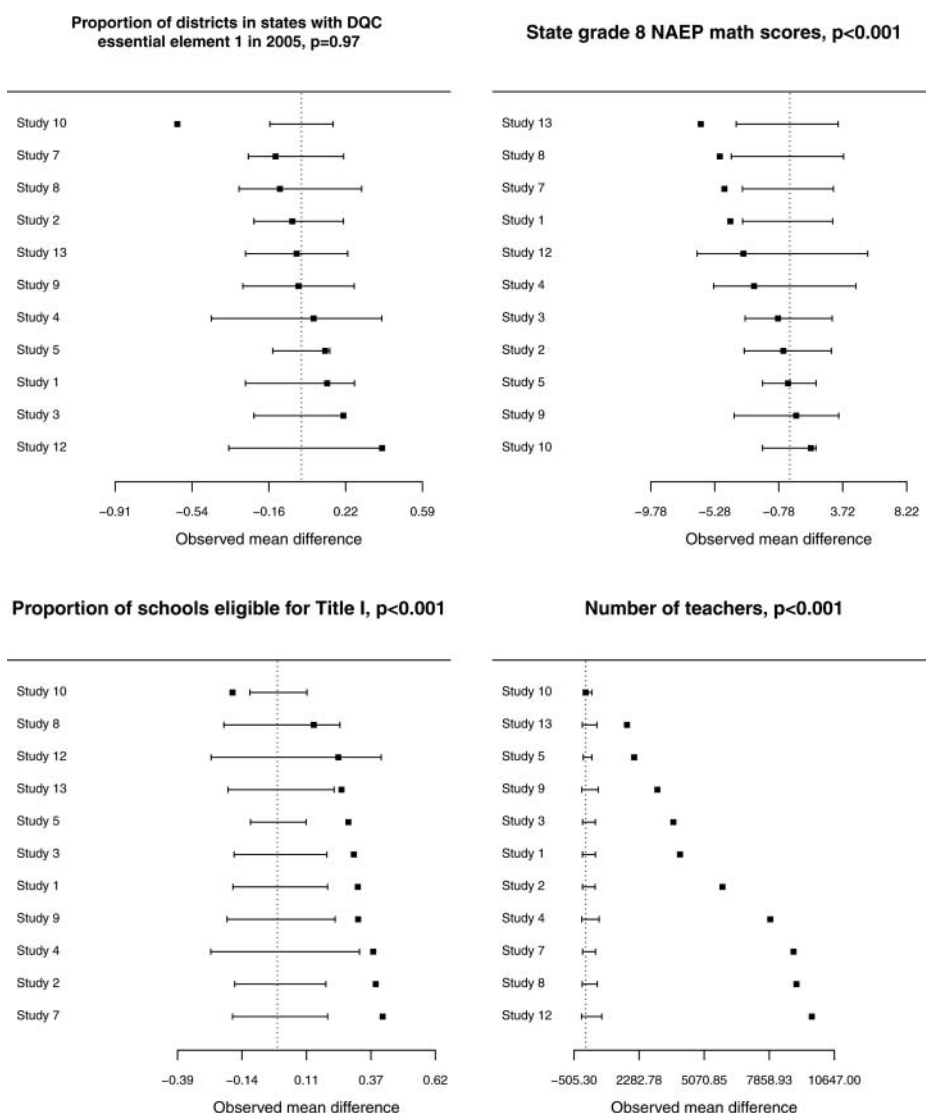 Proportion of districts in states with DQC
essential element 1 in 2005, p=0.97
Study 10
Study 7
Study 8
Study 2
Study 13
Study 9
Study 4
Study 5
Study 1
Study 3
Study 12
−0.91 −0.54 −0.16 0.22 0.59
Observed mean difference
State grade 8 NAEP math scores, p<0.001
Study 13
Study 8
Study 7
Study 1
Study 12
Study 4
Study 3
Study 2
Study 5
Study 9
Study 10
−9.78 −5.28 −0.78 3.72 8.22
Observed mean difference
Proportion of schools eligible for Title I, p<0.001
Study 10
Study 8
Study 12
Study 13
Study 5
Study 3
Study 1
Study 9
Study 4
Study 2
Study 7
−0.39 −0.14 0.11 0.37 0.62
Observed mean difference
Number of teachers, p<0.001
Study 10
Study 13
Study 5
Study 9
Study 3
Study 1
Study 2
Study 4
Study 7
Study 8
Study 12
−505.30 2282.78 5070.85 7858.93 10647.00
Observed mean difference